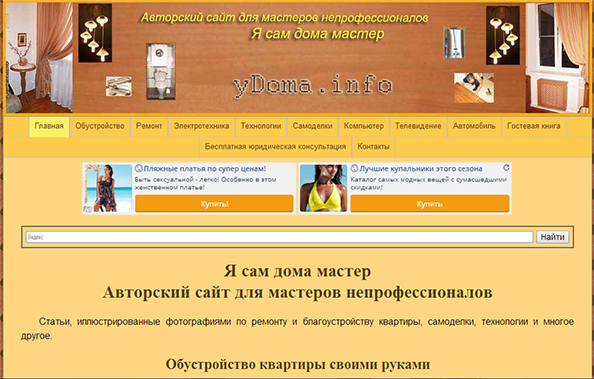 Авторский сайт для мастеров непрофессионалов
Я сам дома мастер
yDoma.info
Главная Обустройство Ремонт Электротехника Технологии Самоделки Компьютер Телевидение Автомобиль Гостевая книга
Бесплатная юридическая консультация Контакты
Пляжные платья по супер ценам!
Быть сексуальной - легко! Особенно в этом
женственном платье!
Купить!
Лучшие купальники этого сезона
Каталог самых модных вещей с сумасшедшими
скидками!
Купить
Яндекс Найти
Я сам дома мастер
Авторский сайт для мастеров непрофессионалов
Статьи, иллюстрированные фотографиями по ремонту и благоустройству квартиры, самоделки, технологии и многое
другое.
Обустройство квартиры своими руками